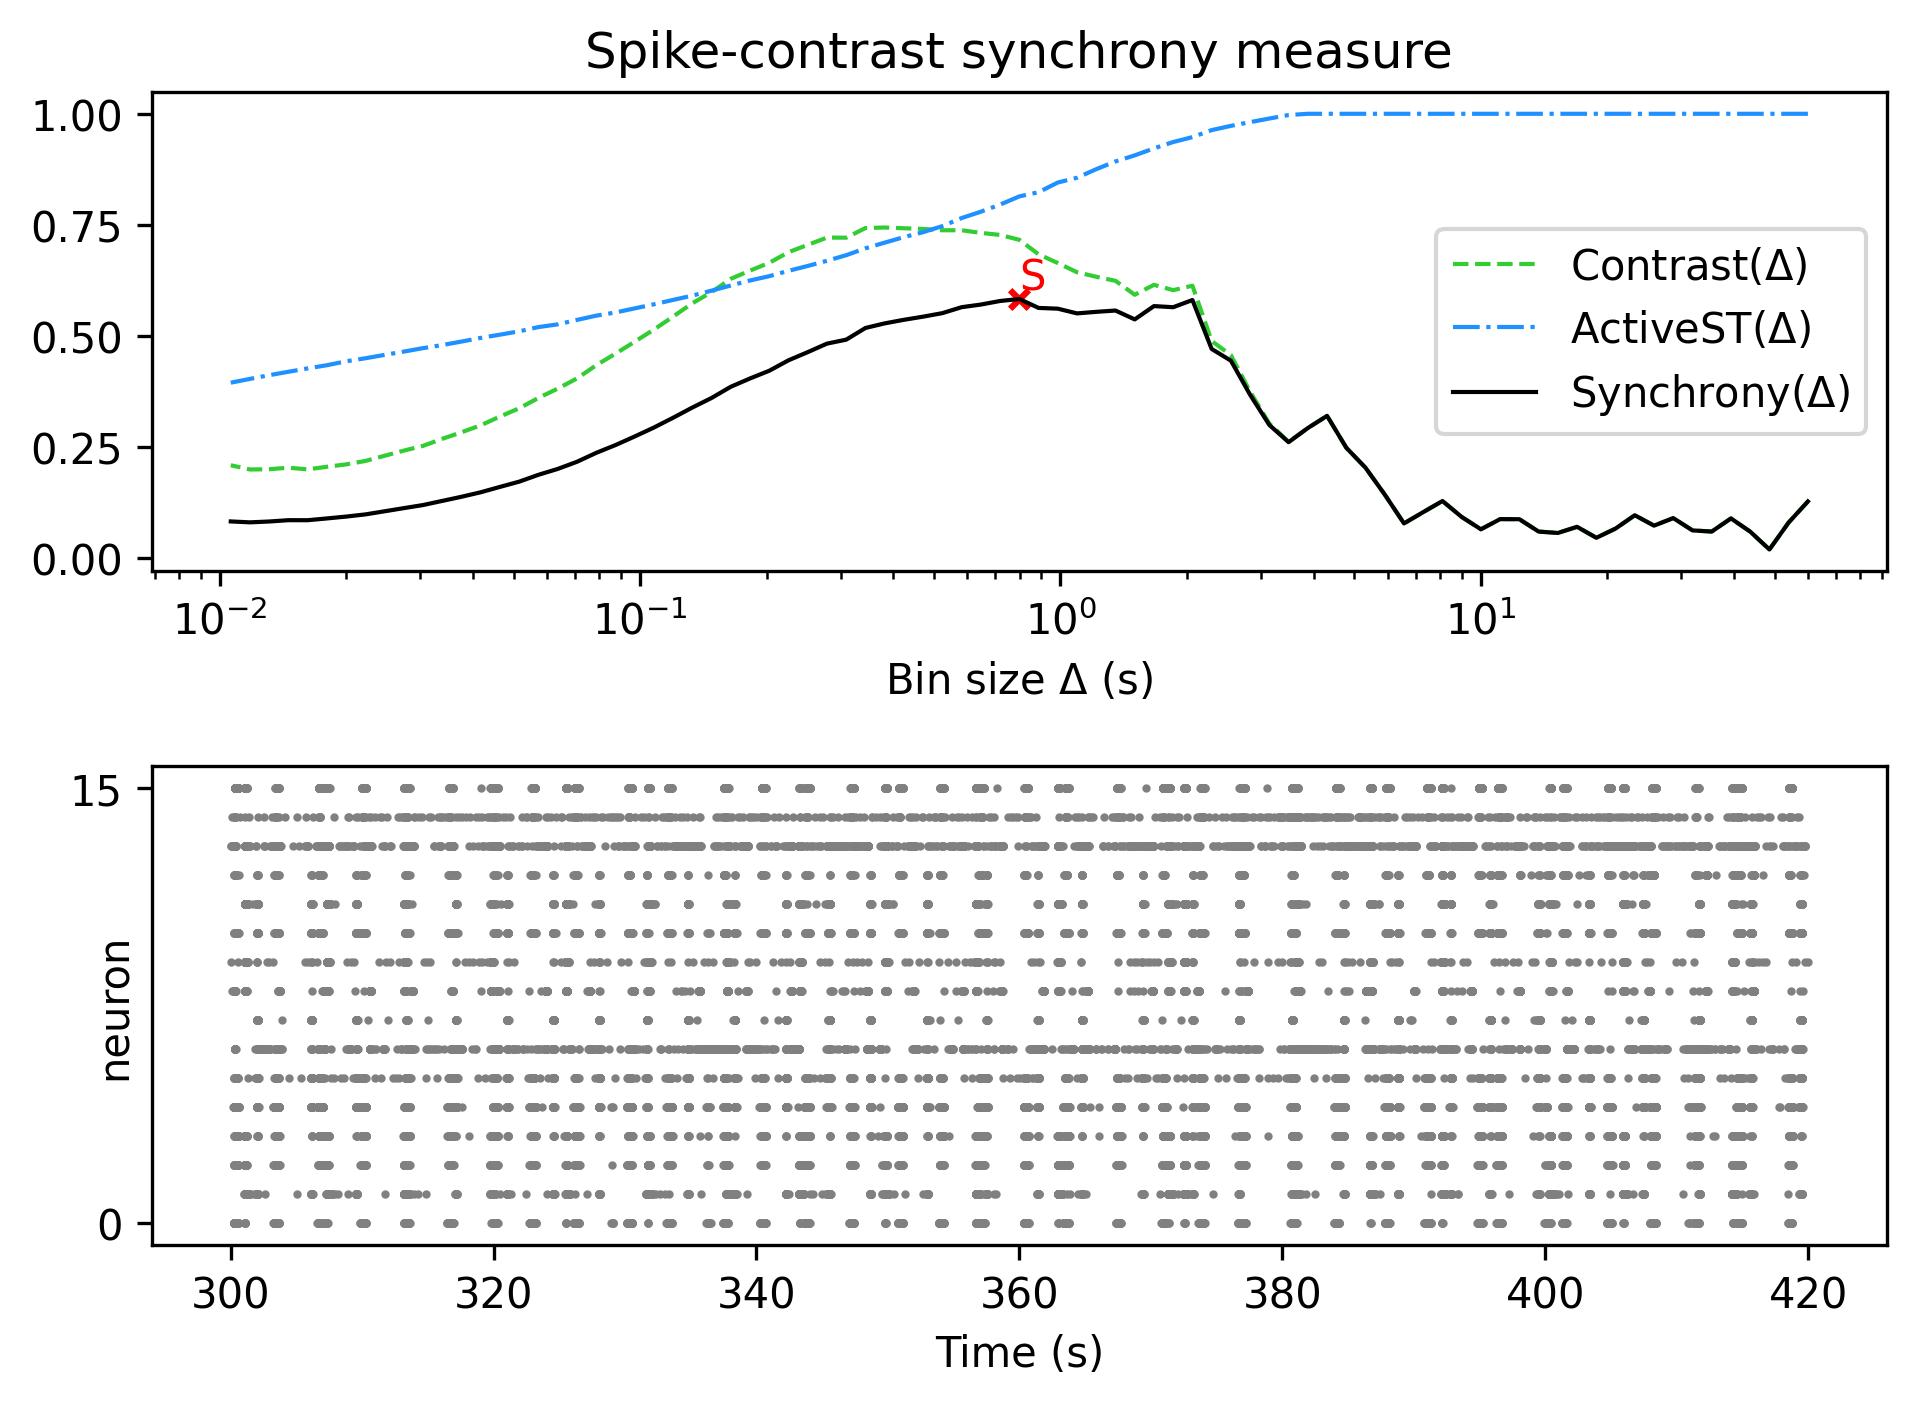 Spike-contrast synchrony measure
1.00
0.75
0.50
0.25
0.00
S
Contrast(Δ)
ActiveST(Δ)
Synchrony(Δ)
10⁻² 10⁻¹ 10⁰ 10¹
Bin size Δ (s)
15
neuron
0
300 320 340 360 380 400 420
Time (s)